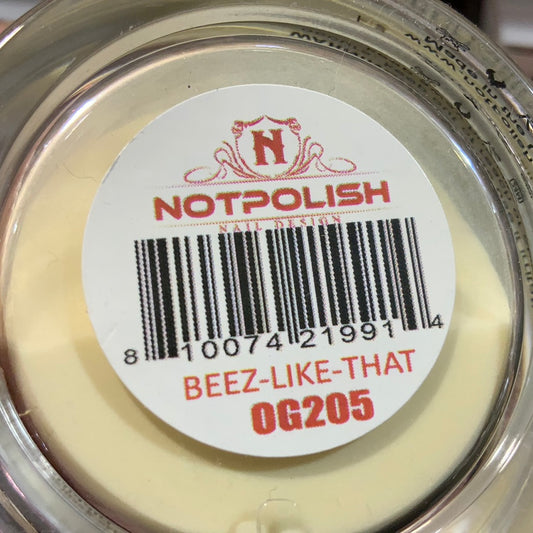 N
NOTPOLISH
NAIL DESIGN
8 10074 21991 4
BEEZ-LIKE-THAT
OG205